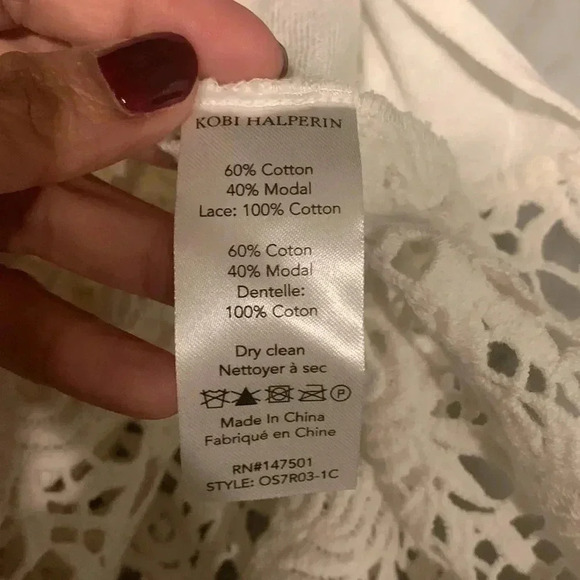 KOBI HALPERIN
60% Cotton
40% Modal
Lace: 100% Cotton
60% Coton
40% Modal
Dentelle:
100% Coton
Dry clean
Nettoyer à sec
P
Made In China
Fabriqué en Chine
RN#147501
STYLE: OS7R03-1C